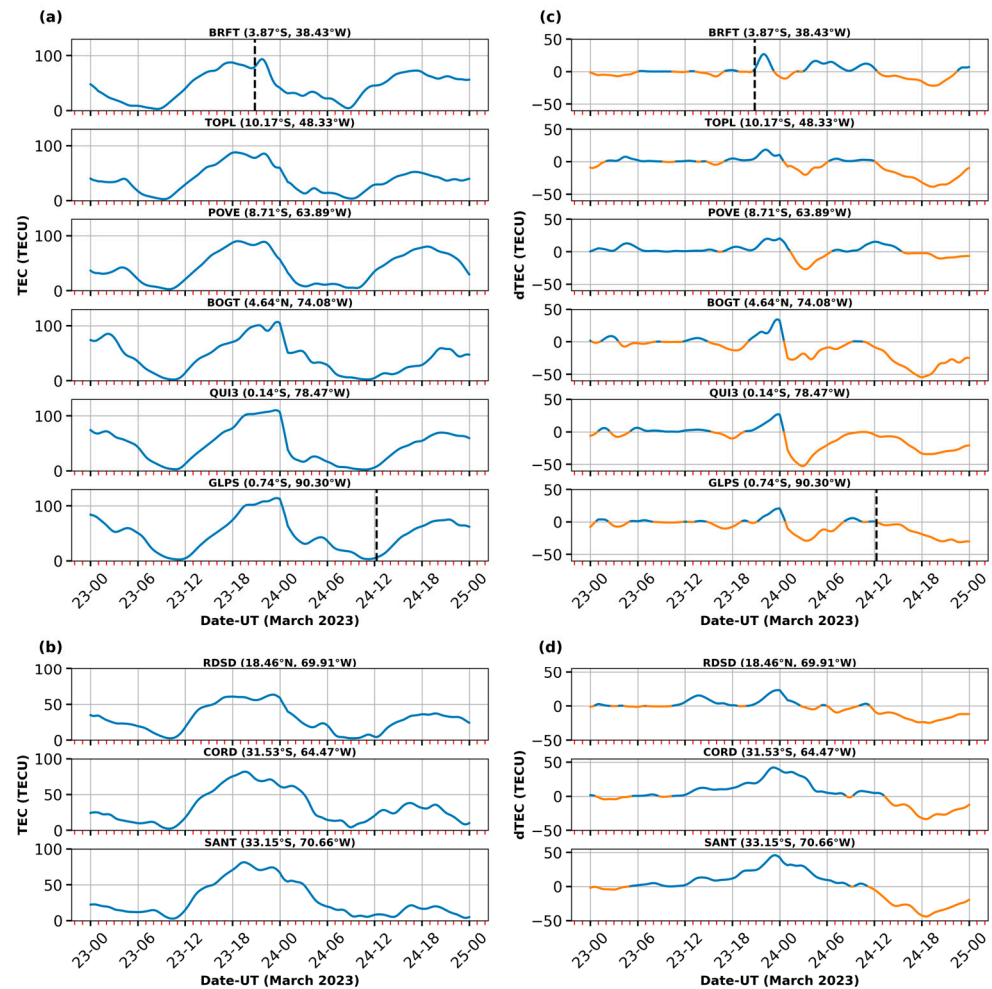 (a)
BRFT (3.87°S, 38.43°W)
100
0
TOPL (10.17°S, 48.33°W)
100
0
POVE (8.71°S, 63.89°W)
100
0
BOGT (4.64°N, 74.08°W)
100
0
QUI3 (0.14°S, 78.47°W)
100
0
GLPS (0.74°S, 90.30°W)
100
0
TEC (TECU)
23-00 23-06 23-12 23-18 24-00 24-06 24-12 24-18 25-00
Date-UT (March 2023)
(c)
BRFT (3.87°S, 38.43°W)
50
0
−50
TOPL (10.17°S, 48.33°W)
50
0
−50
POVE (8.71°S, 63.89°W)
50
0
−50
BOGT (4.64°N, 74.08°W)
50
0
−50
QUI3 (0.14°S, 78.47°W)
50
0
−50
GLPS (0.74°S, 90.30°W)
50
0
−50
dTEC (TECU)
23-00 23-06 23-12 23-18 24-00 24-06 24-12 24-18 25-00
Date-UT (March 2023)
(b)
RDSD (18.46°N, 69.91°W)
100
50
0
CORD (31.53°S, 64.47°W)
100
50
0
SANT (33.15°S, 70.66°W)
100
50
0
TEC (TECU)
23-00 23-06 23-12 23-18 24-00 24-06 24-12 24-18 25-00
Date-UT (March 2023)
(d)
RDSD (18.46°N, 69.91°W)
50
0
−50
CORD (31.53°S, 64.47°W)
50
0
−50
SANT (33.15°S, 70.66°W)
50
0
−50
dTEC (TECU)
23-00 23-06 23-12 23-18 24-00 24-06 24-12 24-18 25-00
Date-UT (March 2023)